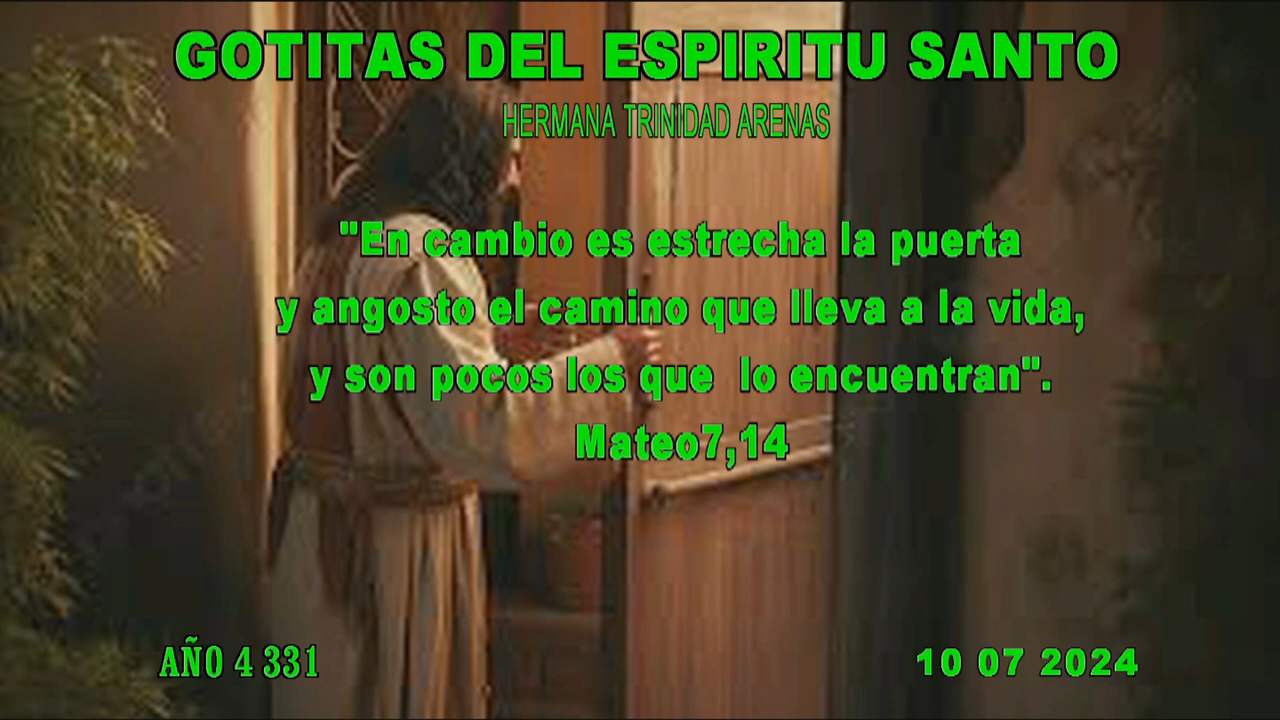 GOTITAS DEL ESPIRITU SANTO
HERMANA TRINIDAD ARENAS
"En cambio es estrecha la puerta
y angosto el camino que lleva a la vida,
y son pocos los que lo encuentran".
Mateo7,14
AÑO 4 331
10 07 2024